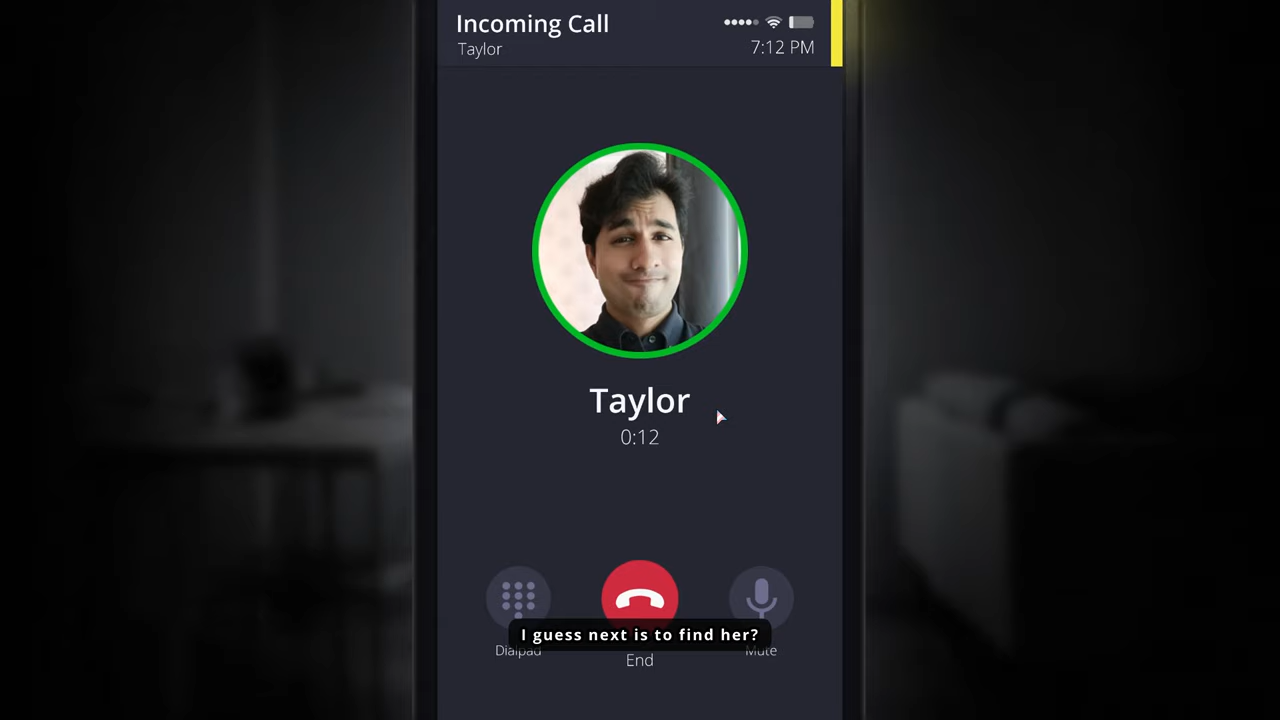 Incoming Call
Taylor
7:12 PM
Taylor
0:12
I guess next is to find her?
Dialpad
End
Mute